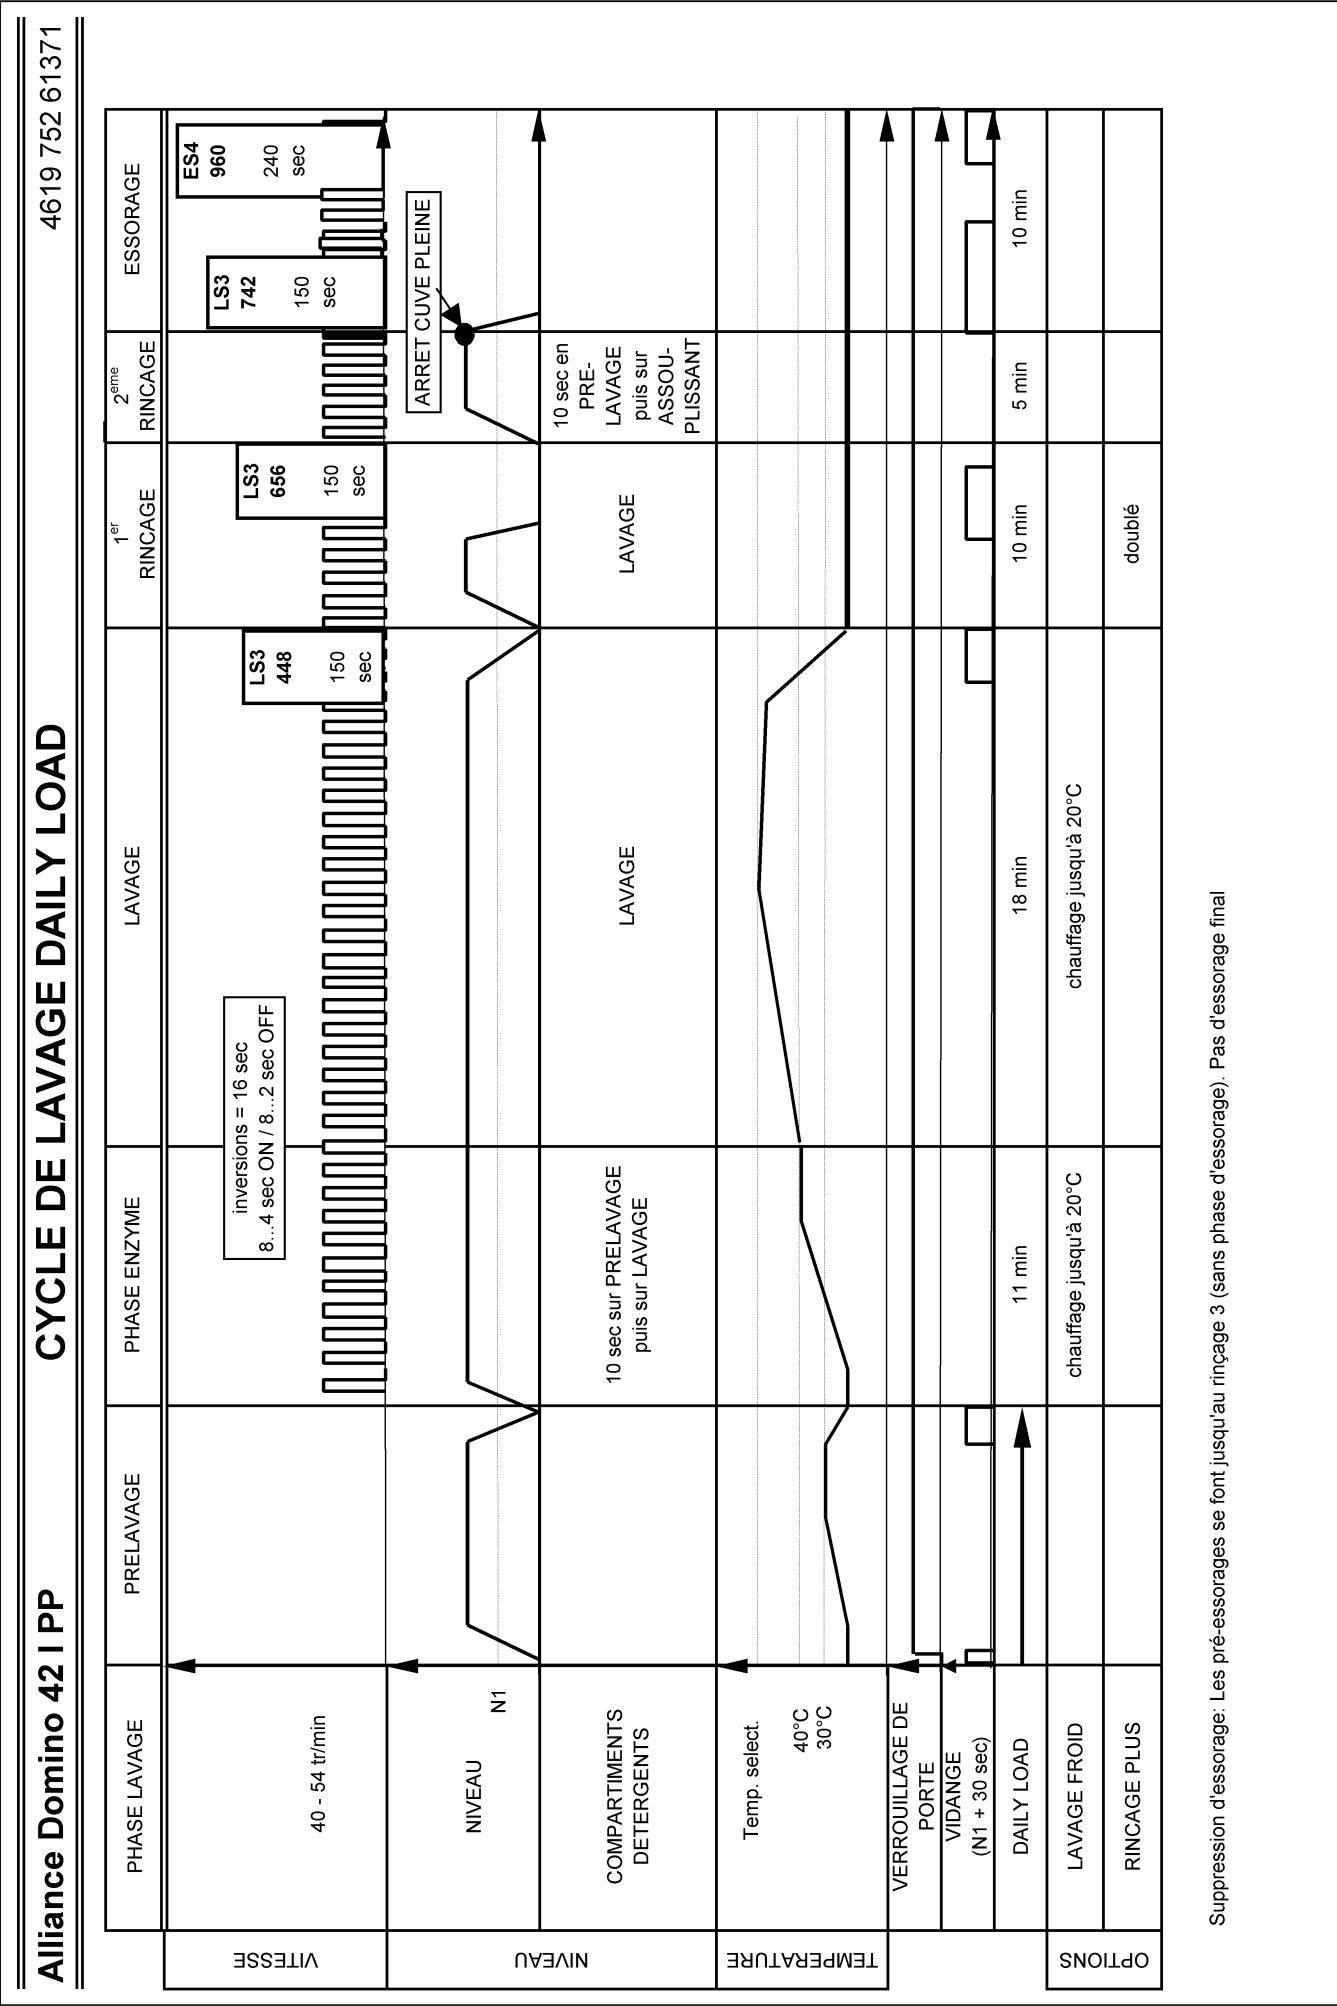 Alliance Domino 42 I PP
CYCLE DE LAVAGE DAILY LOAD
4619 752 61371
PHASE LAVAGE
PRELAVAGE
PHASE ENZYME
LAVAGE
1er
RINCAGE
2eme
RINCAGE
ESSORAGE
VITESSE
40 - 54 tr/min
inversions = 16 sec
8...4 sec ON / 8...2 sec OFF
LS3
448
150
sec
LS3
656
150
sec
LS3
742
150
sec
ES4
960
240
sec
NIVEAU
NIVEAU
N1
ARRET CUVE PLEINE
COMPARTIMENTS
DETERGENTS
10 sec sur PRELAVAGE
puis sur LAVAGE
LAVAGE
LAVAGE
10 sec en
PRE-
LAVAGE
puis sur
ASSOU-
PLISSANT
TEMPERATURE
Temp. select.
40°C
30°C
VERROUILLAGE DE
PORTE
VIDANGE
(N1 + 30 sec)
DAILY LOAD
11 min
18 min
10 min
5 min
10 min
OPTIONS
LAVAGE FROID
chauffage jusqu'à 20°C
chauffage jusqu'à 20°C
RINCAGE PLUS
doublé
Suppression d'essorage: Les pré-essorages se font jusqu'au rinçage 3 (sans phase d'essorage). Pas d'essorage final